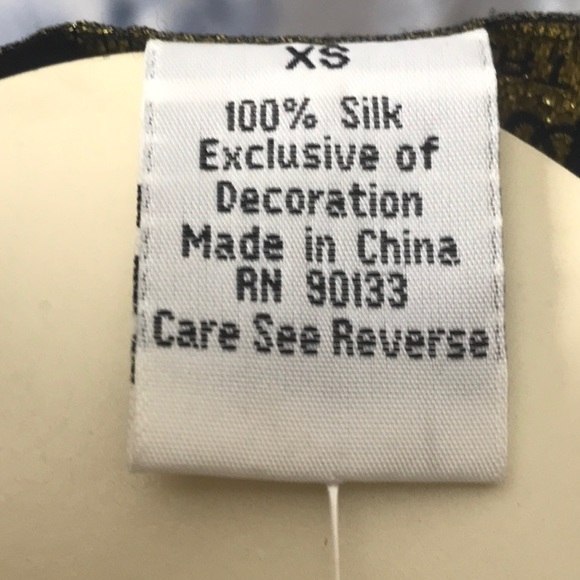 XS
100% Silk
Exclusive of
Decoration
Made in China
RN 90133
Care See Reverse